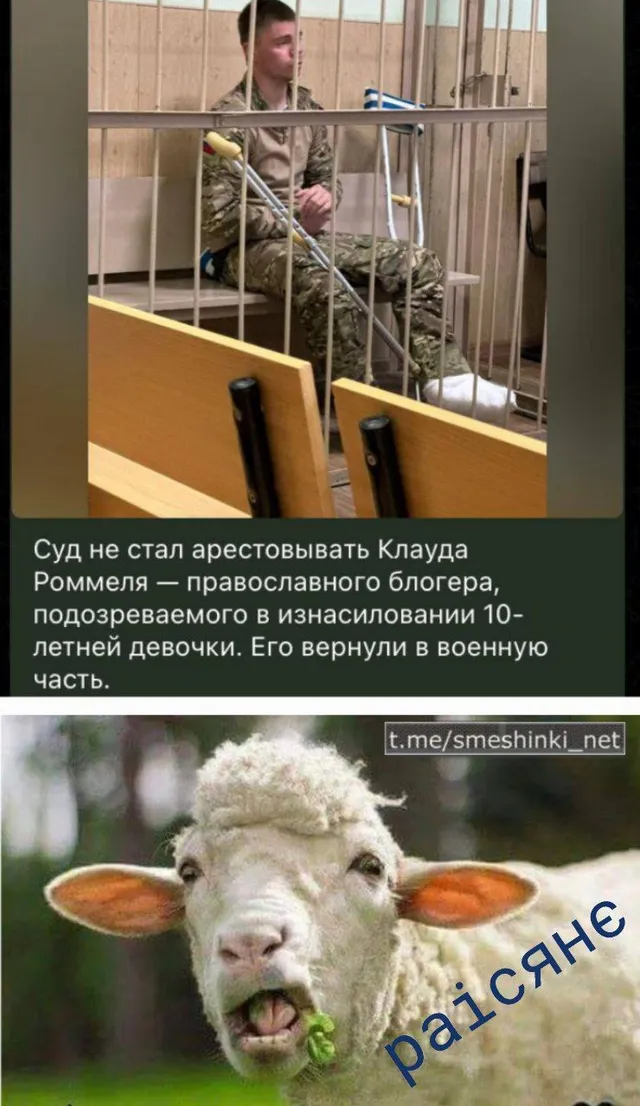 Суд не стал арестовывать Клауда
Роммеля — православного блогера,
подозреваемого в изнасиловании 10-
летней девочки. Его вернули в военную
часть.
t.me/smeshinki_net
раісянє